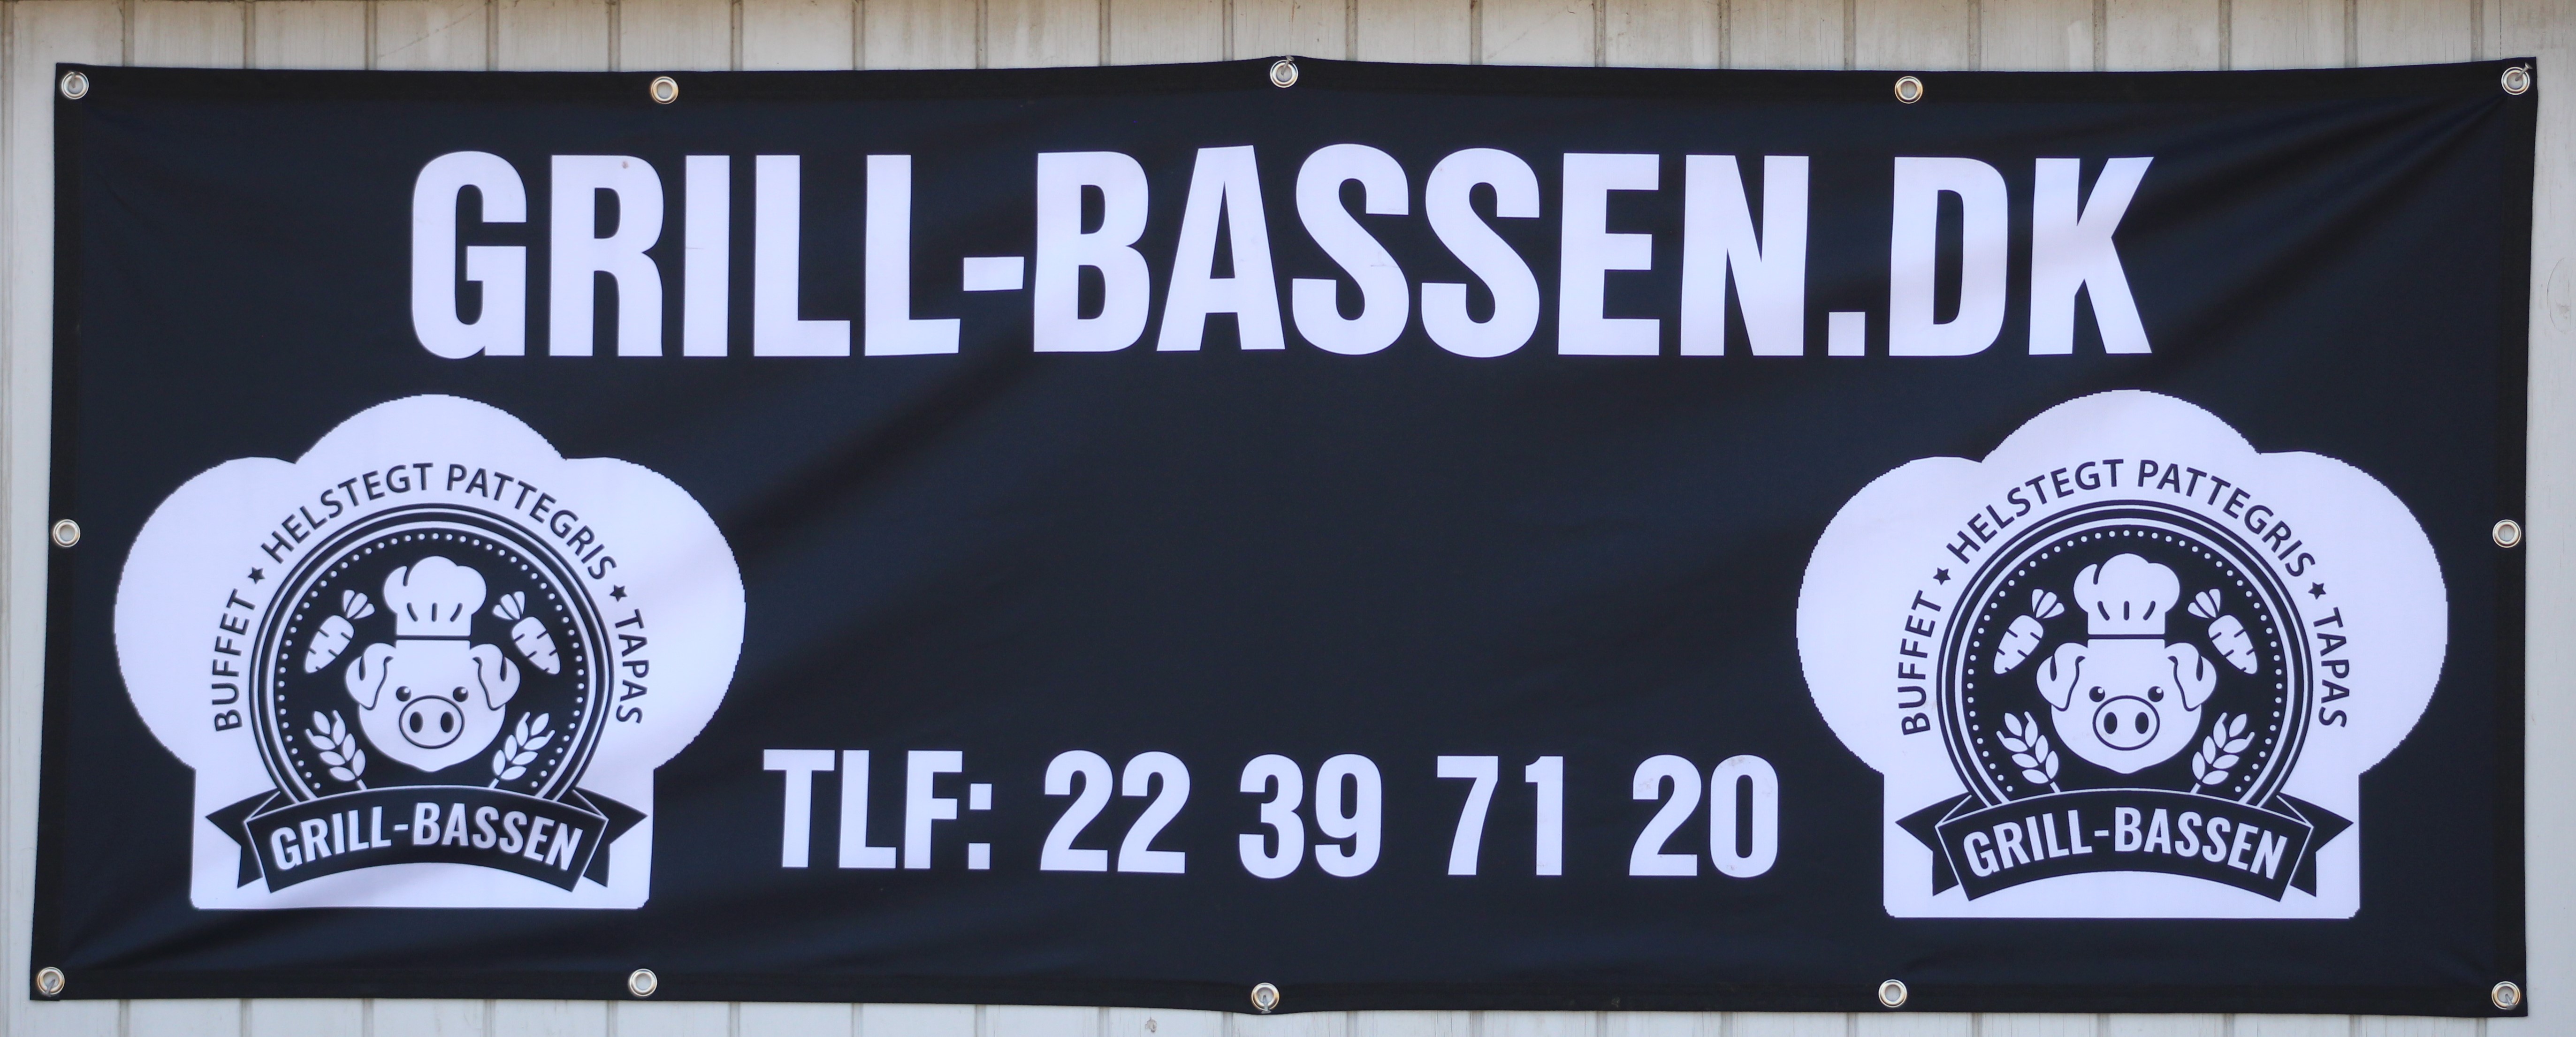 GRILL-BASSEN.DK
BUFFET ★ HELSTEGT PATTEGRIS ★ TAPAS
GRILL-BASSEN
TLF: 22 39 71 20
BUFFET ★ HELSTEGT PATTEGRIS ★ TAPAS
GRILL-BASSEN